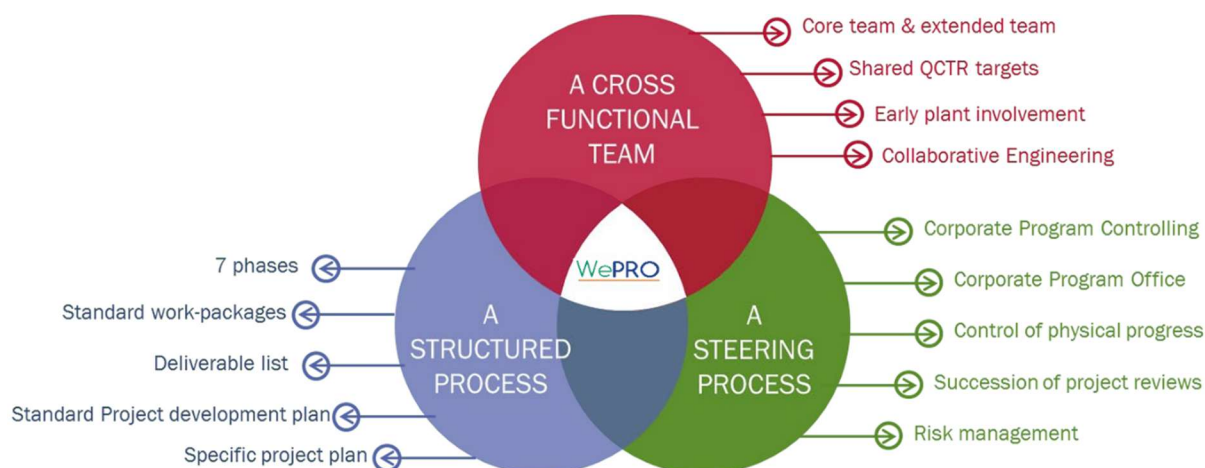 Core team & extended team
Shared QCTR targets
Early plant involvement
Collaborative Engineering
A CROSS
FUNCTIONAL
TEAM
WePRO
7 phases
Standard work-packages
Deliverable list
Standard Project development plan
Specific project plan
A
STRUCTURED
PROCESS
A
STEERING
PROCESS
Corporate Program Controlling
Corporate Program Office
Control of physical progress
Succession of project reviews
Risk management